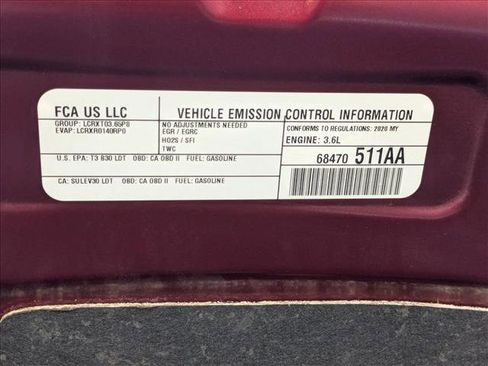 FCA US LLC
VEHICLE EMISSION CONTROL INFORMATION
GROUP: LCRXT03.65P8
EVAP: LCRXR0140RP0
NO ADJUSTMENTS NEEDED
EGR / EGRC
HO2S / SFI
TWC
CONFORMS TO REGULATIONS: 2020 MY
ENGINE: 3.6L
U.S. EPA: T3 B30 LDT OBD: CA OBD II FUEL: GASOLINE
68470 511AA
CA: SULEV30 LDT OBD: CA OBD II FUEL: GASOLINE